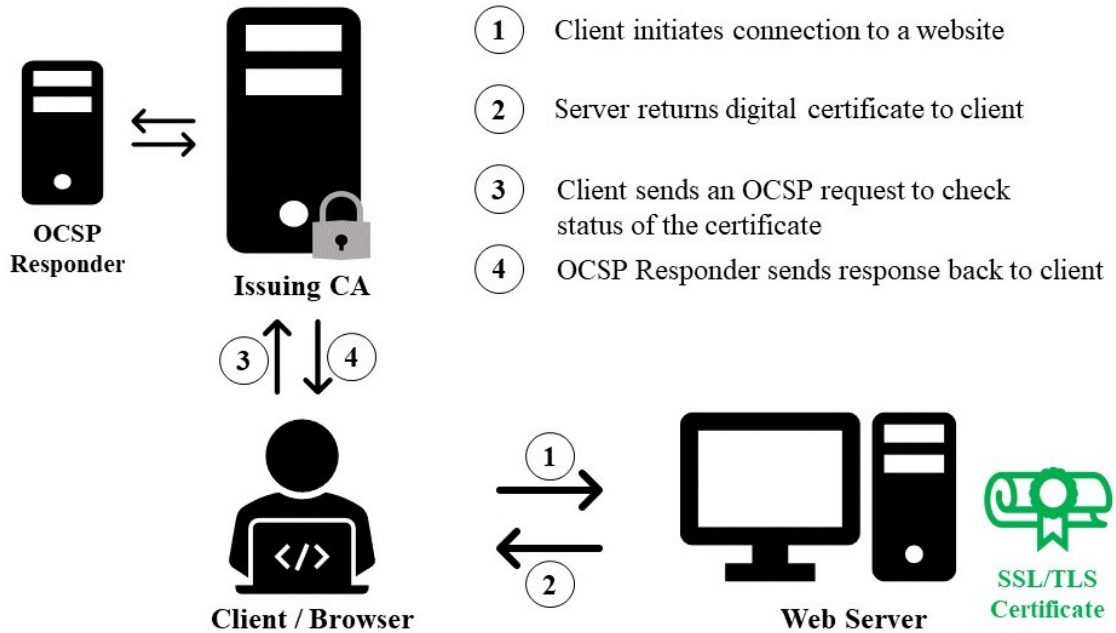 1 Client initiates connection to a website
2 Server returns digital certificate to client
3 Client sends an OCSP request to check
status of the certificate
4 OCSP Responder sends response back to client
OCSP
Responder
Issuing CA
3
4
1
2
</>
Client / Browser
Web Server
SSL/TLS
Certificate